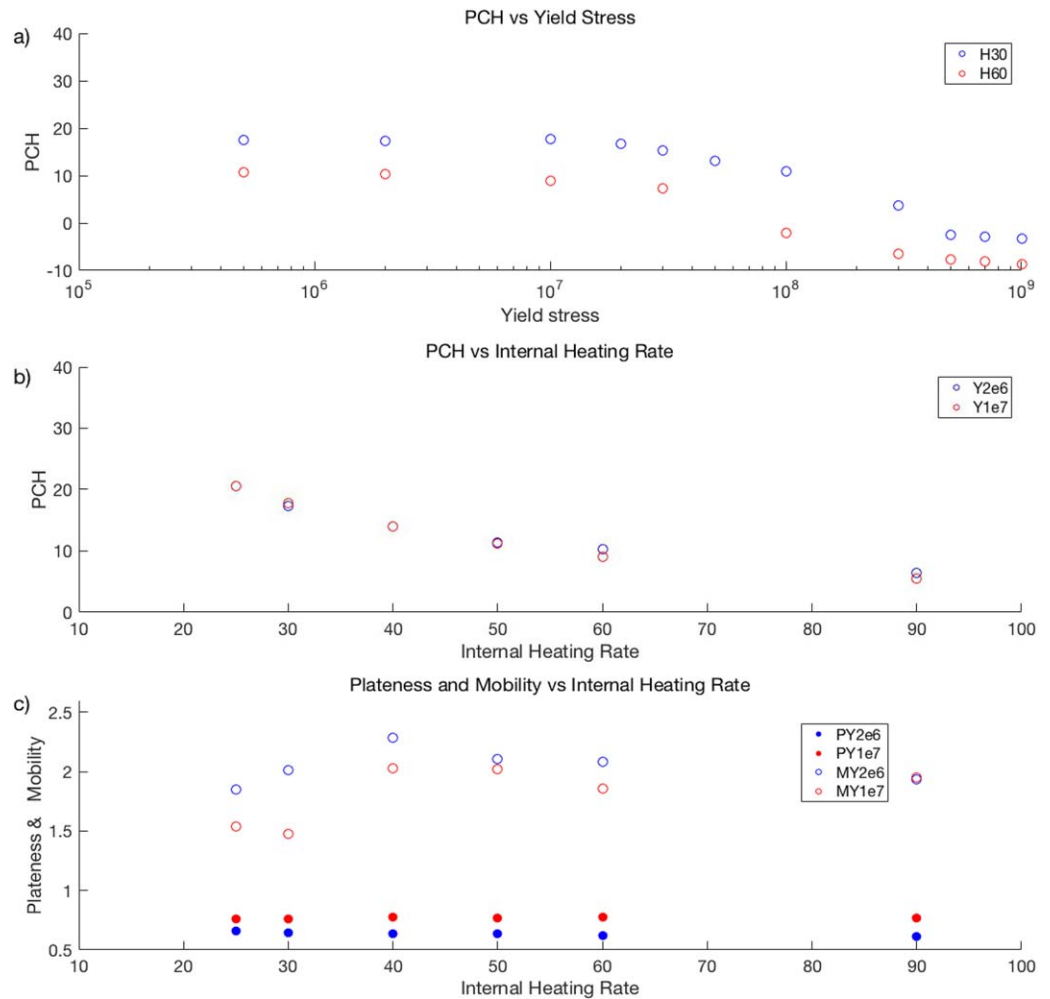 PCH vs Yield Stress
a)
40
30
20
10
0
-10
PCH
H30
H60
10^5
10^6
10^7
10^8
10^9
Yield stress
PCH vs Internal Heating Rate
b)
40
30
20
10
0
PCH
Y2e6
Y1e7
10 20 30 40 50 60 70 80 90 100
Internal Heating Rate
Plateness and Mobility vs Internal Heating Rate
c)
2.5
2
1.5
1
0.5
Plateness & Mobility
PY2e6
PY1e7
MY2e6
MY1e7
10 20 30 40 50 60 70 80 90 100
Internal Heating Rate